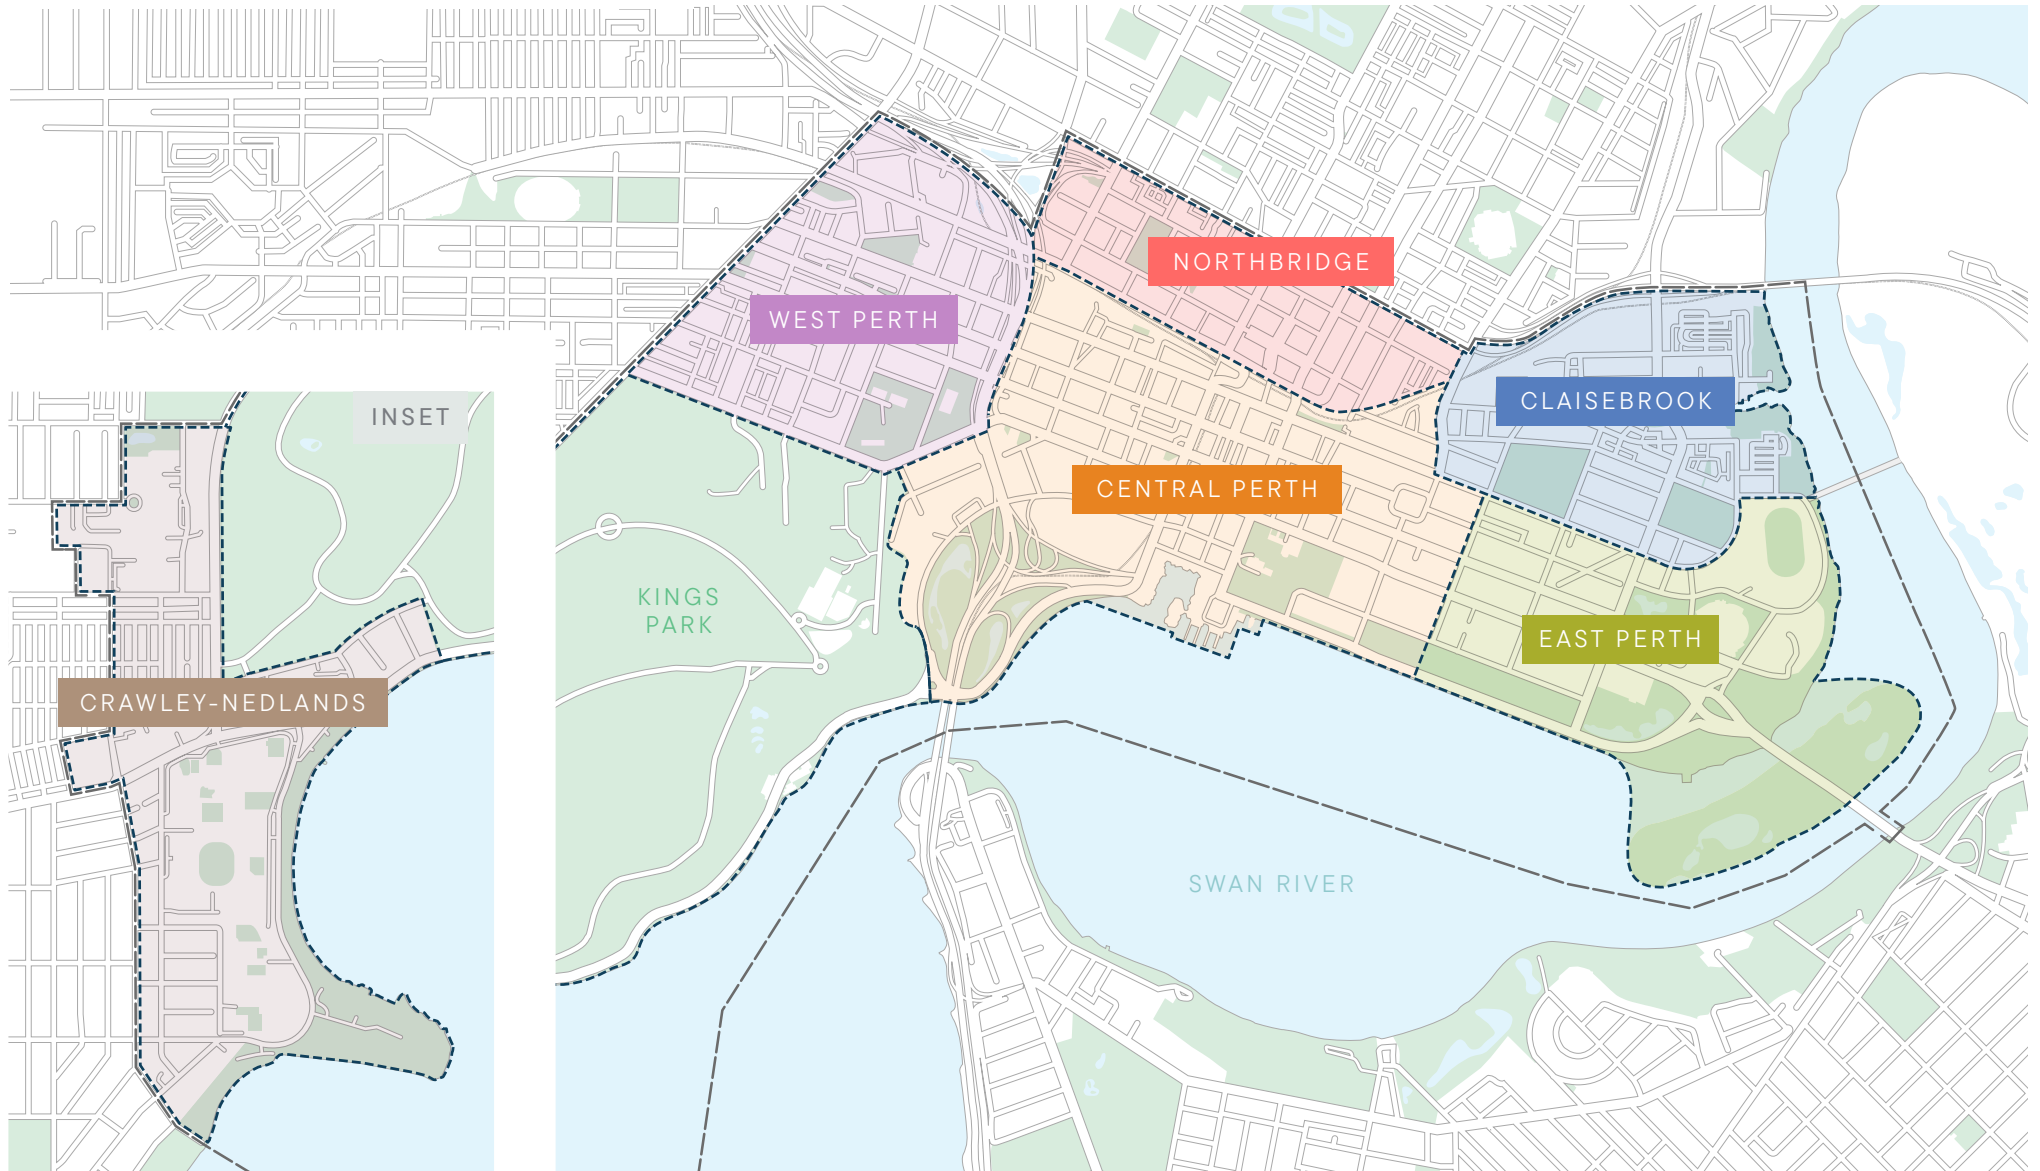 NORTHBRIDGE
WEST PERTH
CLAISEBROOK
INSET
CENTRAL PERTH
KINGS
PARK
EAST PERTH
CRAWLEY-NEDLANDS
SWAN RIVER